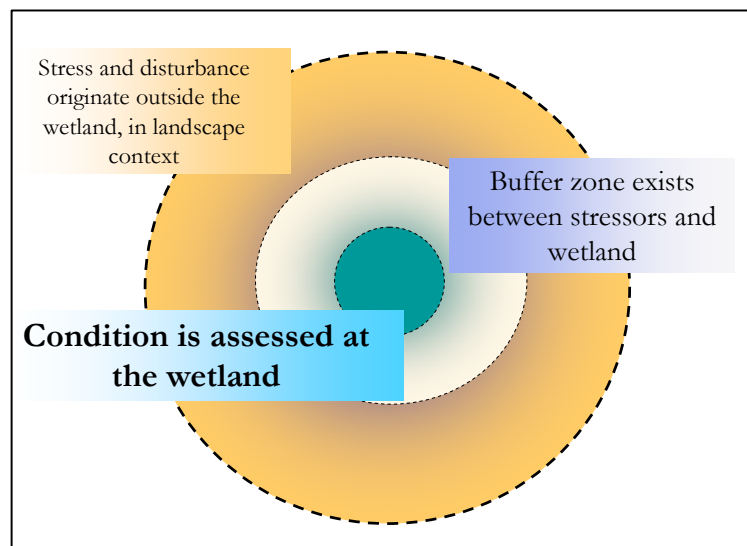 Stress and disturbance
originate outside the
wetland, in landscape
context
Buffer zone exists
between stressors and
wetland
Condition is assessed at
the wetland